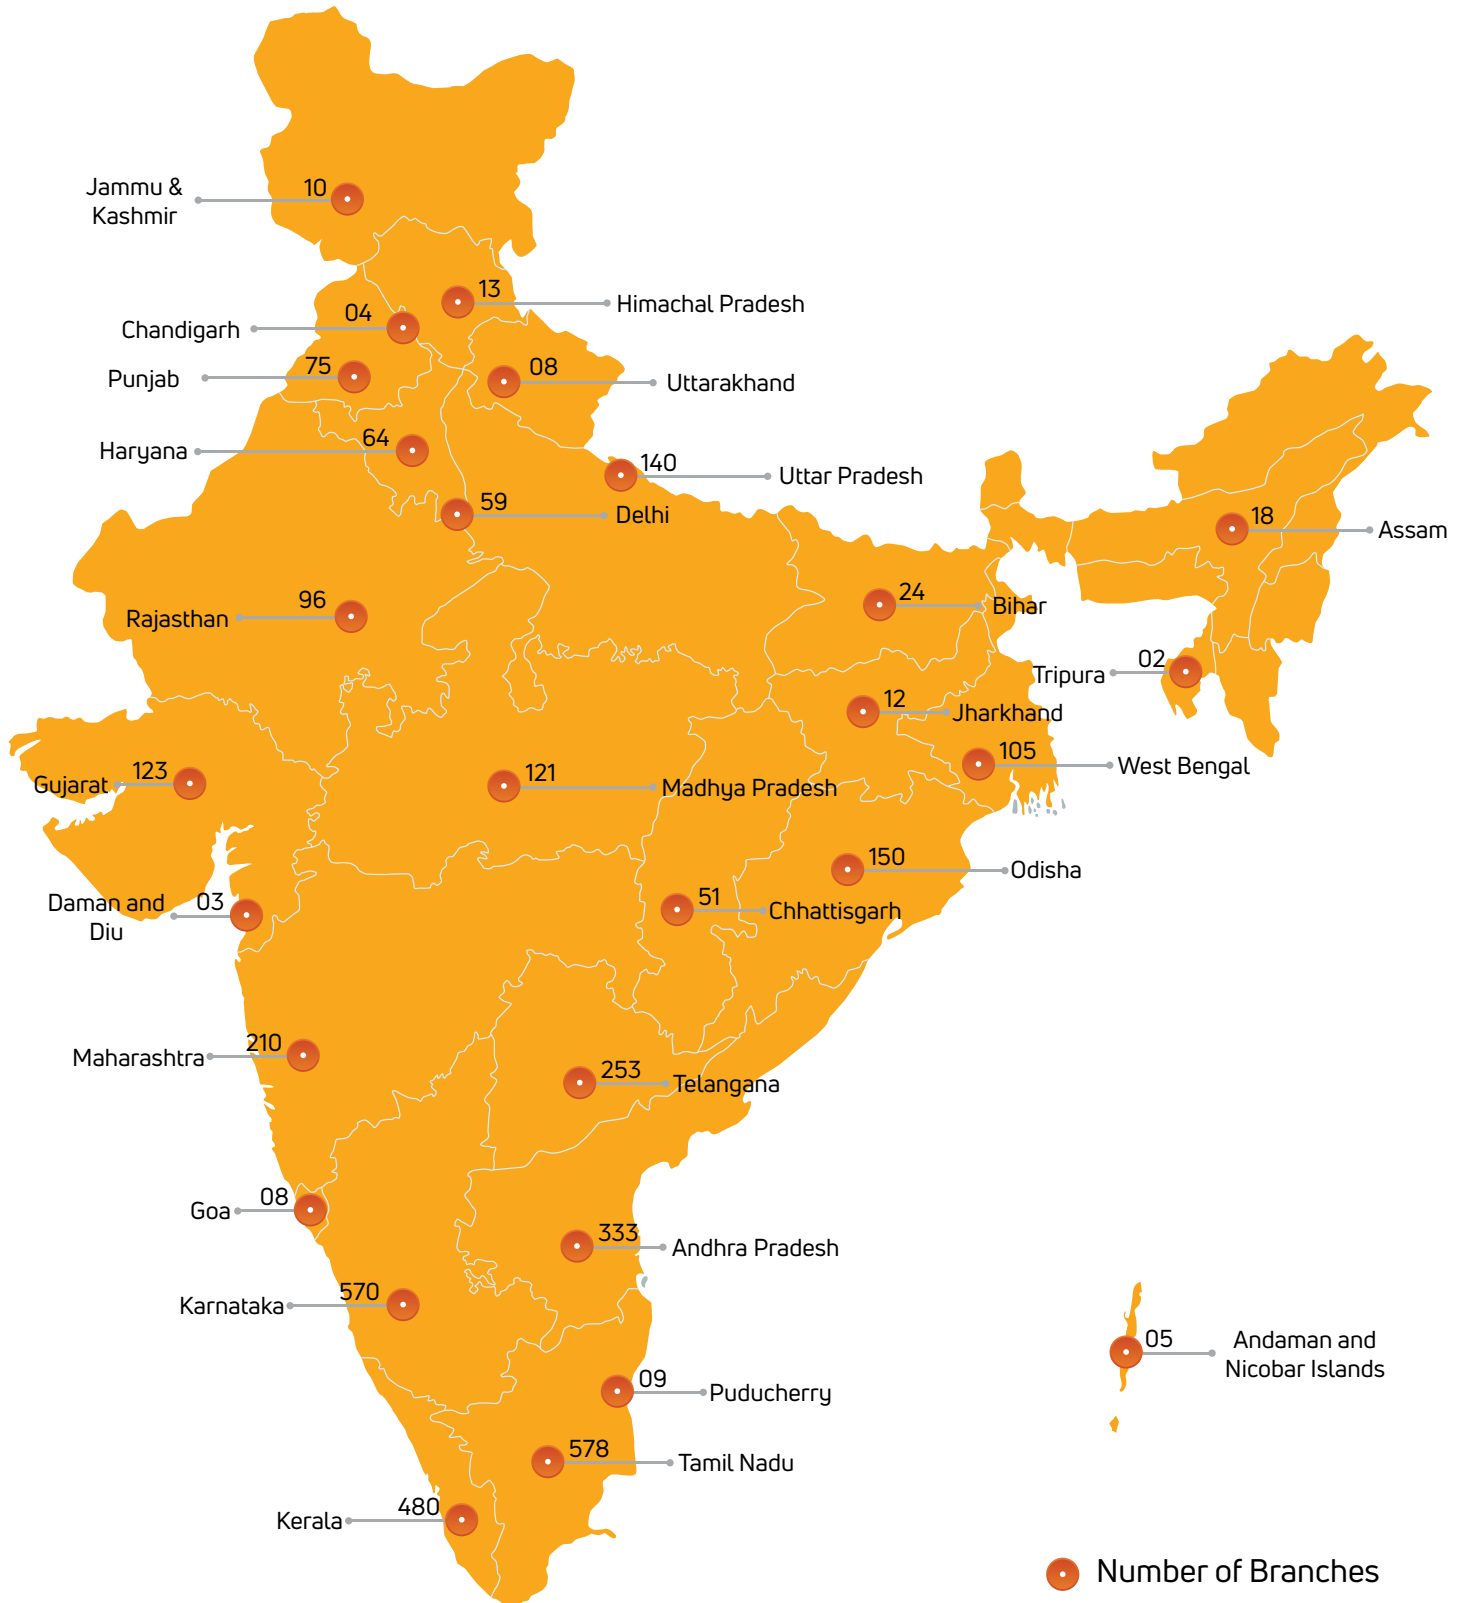 10
Jammu &
Kashmir
13
Himachal Pradesh
04
Chandigarh
75
Punjab
08
Uttarakhand
64
Haryana
140
Uttar Pradesh
59
Delhi
18
Assam
96
Rajasthan
24
Bihar
02
Tripura
12
Jharkhand
105
West Bengal
123
Gujarat
121
Madhya Pradesh
150
Odisha
51
Chhattisgarh
03
Daman and
Diu
210
Maharashtra
253
Telangana
08
Goa
333
Andhra Pradesh
570
Karnataka
05
Andaman and
Nicobar Islands
09
Puducherry
578
Tamil Nadu
480
Kerala
Number of Branches